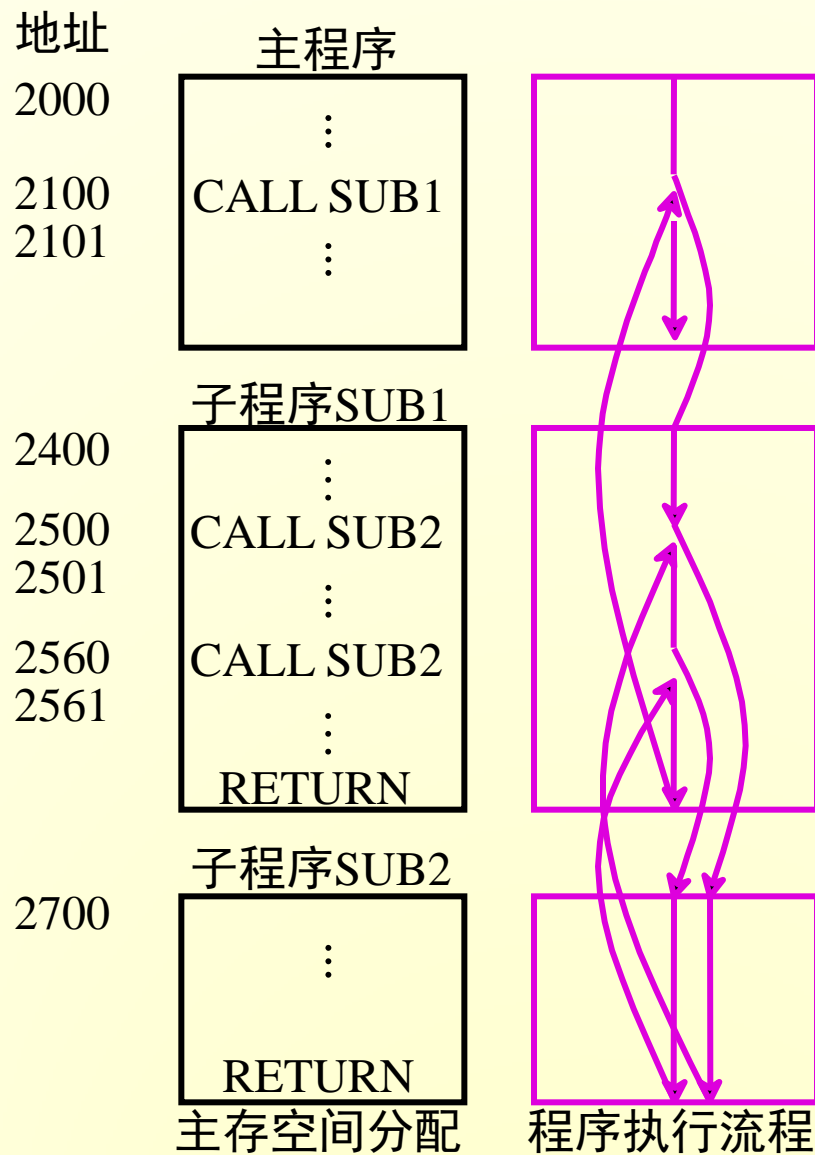 地址
主程序
2000
⋮
2100 CALL SUB1
2101
⋮
子程序SUB1
2400
⋮
2500 CALL SUB2
2501
⋮
2560 CALL SUB2
2561
⋮
RETURN
子程序SUB2
2700
⋮
RETURN
主存空间分配 程序执行流程